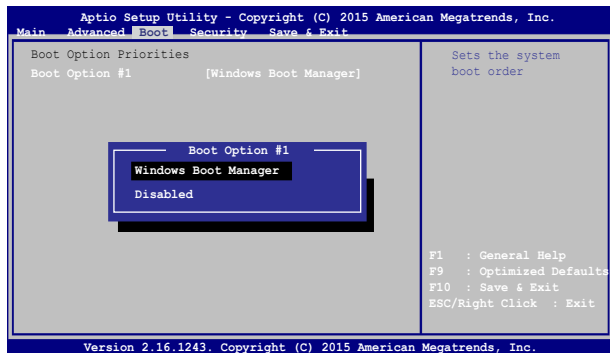 Aptio Setup Utility - Copyright (C) 2015 American Megatrends, Inc.
Main Advanced Boot Security Save & Exit
Boot Option Priorities
Boot Option #1 [Windows Boot Manager]
Sets the system
boot order
Boot Option #1
Windows Boot Manager
Disabled
F1 : General Help
F9 : Optimized Defaults
F10 : Save & Exit
ESC/Right Click : Exit
Version 2.16.1243. Copyright (C) 2015 American Megatrends, Inc.